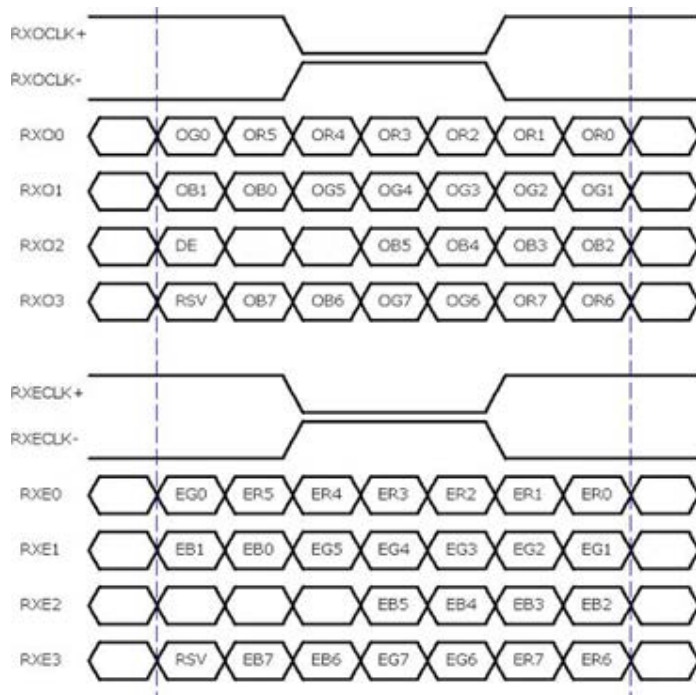 RXOCLK+
RXOCLK-
RXO0 OG0 OR5 OR4 OR3 OR2 OR1 OR0
RXO1 OB1 OB0 OG5 OG4 OG3 OG2 OG1
RXO2 DE OB5 OB4 OB3 OB2
RXO3 RSV OB7 OB6 OG7 OG6 OR7 OR6
RXECLK+
RXECLK-
RXE0 EG0 ER5 ER4 ER3 ER2 ER1 ER0
RXE1 EB1 EB0 EG5 EG4 EG3 EG2 EG1
RXE2 EB5 EB4 EB3 EB2
RXE3 RSV EB7 EB6 EG7 EG6 ER7 ER6